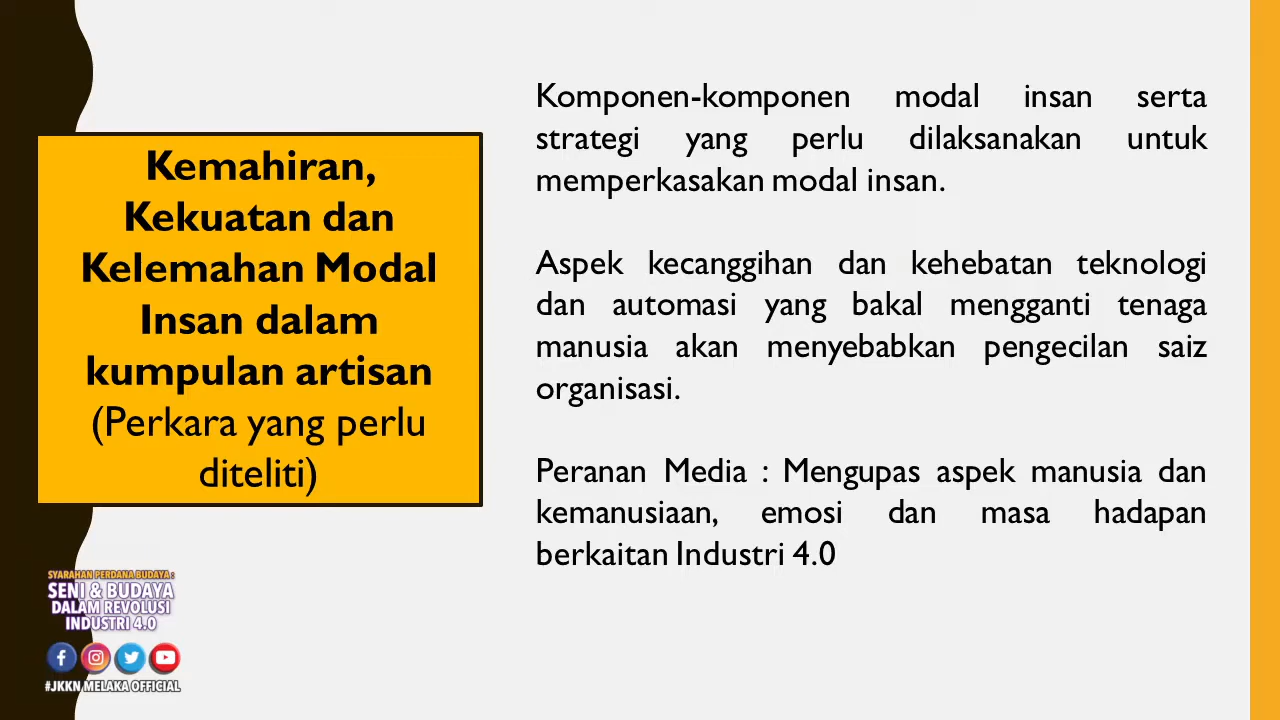 Kemahiran,
Kekuatan dan
Kelemahan Modal
Insan dalam
kumpulan artisan
(Perkara yang perlu
diteliti)
Komponen-komponen modal insan serta
strategi yang perlu dilaksanakan untuk
memperkasakan modal insan.
Aspek kecanggihan dan kehebatan teknologi
dan automasi yang bakal mengganti tenaga
manusia akan menyebabkan pengecilan saiz
organisasi.
Peranan Media : Mengupas aspek manusia dan
kemanusiaan, emosi dan masa hadapan
berkaitan Industri 4.0
SYARAHAN PERDANA BUDAYA :
SENI & BUDAYA
DALAM REVOLUSI
INDUSTRI 4.0
#JKKN MELAKA OFFICIAL